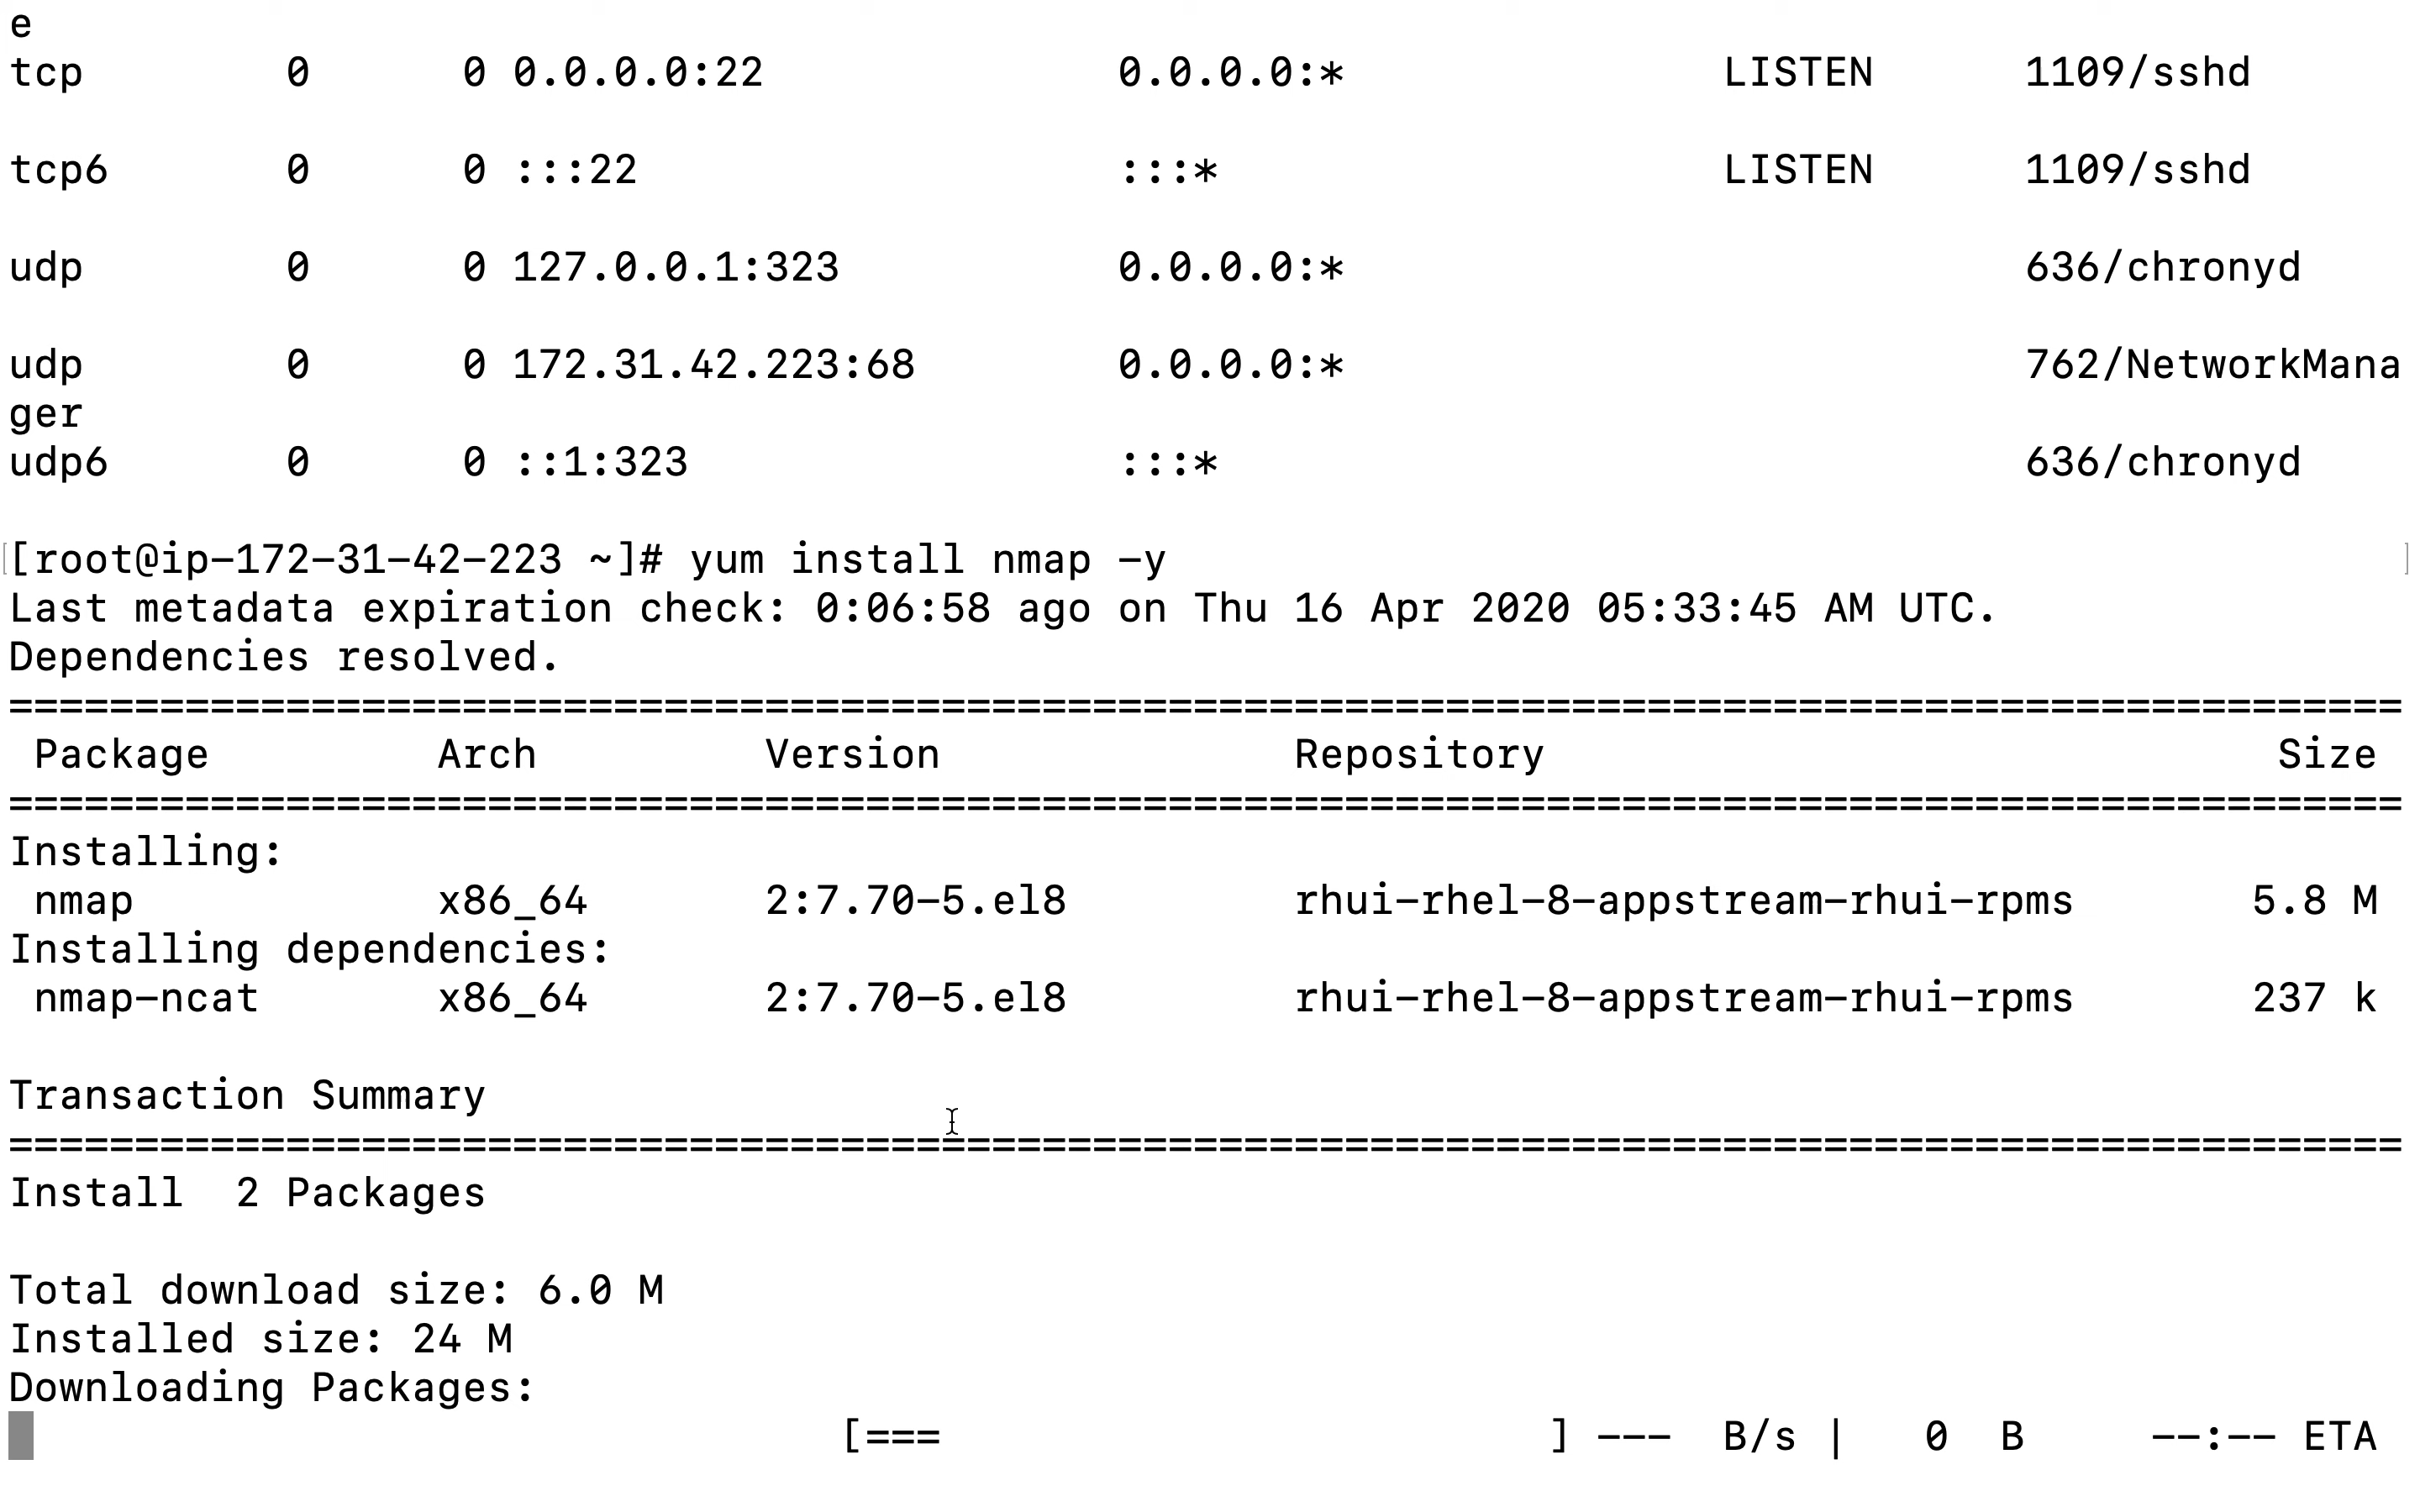 e
tcp        0      0 0.0.0.0:22              0.0.0.0:*               LISTEN      1109/sshd
tcp6       0      0 :::22                   :::*                    LISTEN      1109/sshd
udp        0      0 127.0.0.1:323           0.0.0.0:*                           636/chronyd
udp        0      0 172.31.42.223:68        0.0.0.0:*                           762/NetworkMana
ger
udp6       0      0 ::1:323                 :::*                                636/chronyd
[root@ip-172-31-42-223 ~]# yum install nmap -y
Last metadata expiration check: 0:06:58 ago on Thu 16 Apr 2020 05:33:45 AM UTC.
Dependencies resolved.
===============================================================================================
 Package         Arch         Version              Repository                             Size
===============================================================================================
Installing:
 nmap            x86_64       2:7.70-5.el8         rhui-rhel-8-appstream-rhui-rpms       5.8 M
Installing dependencies:
 nmap-ncat       x86_64       2:7.70-5.el8         rhui-rhel-8-appstream-rhui-rpms       237 k
Transaction Summary
===============================================================================================
Install  2 Packages
Total download size: 6.0 M
Installed size: 24 M
Downloading Packages:
[===                        ] ---  B/s |   0  B     --:-- ETA